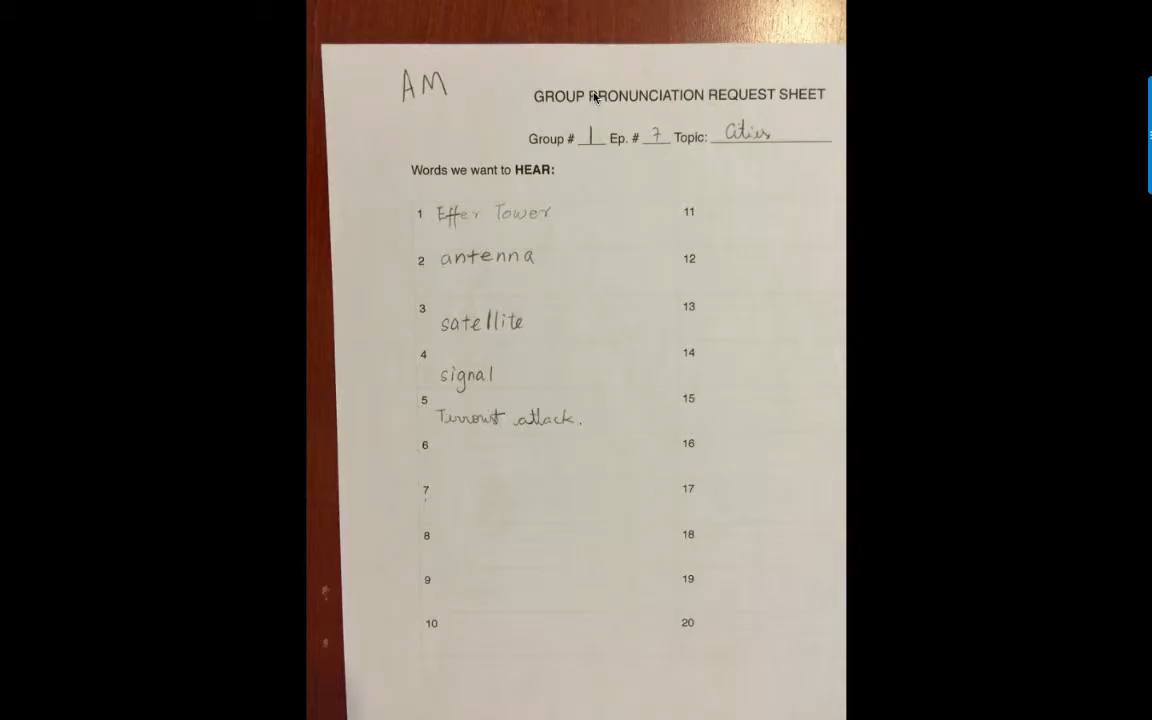 AM
GROUP PRONUNCIATION REQUEST SHEET
Group # 1 Ep. # 7 Topic: Cities
Words we want to HEAR:
1 Effer Tower
2 antenna
3 satellite
4 signal
5 Terrorist attack.
6
7
8
9
10
11
12
13
14
15
16
17
18
19
20